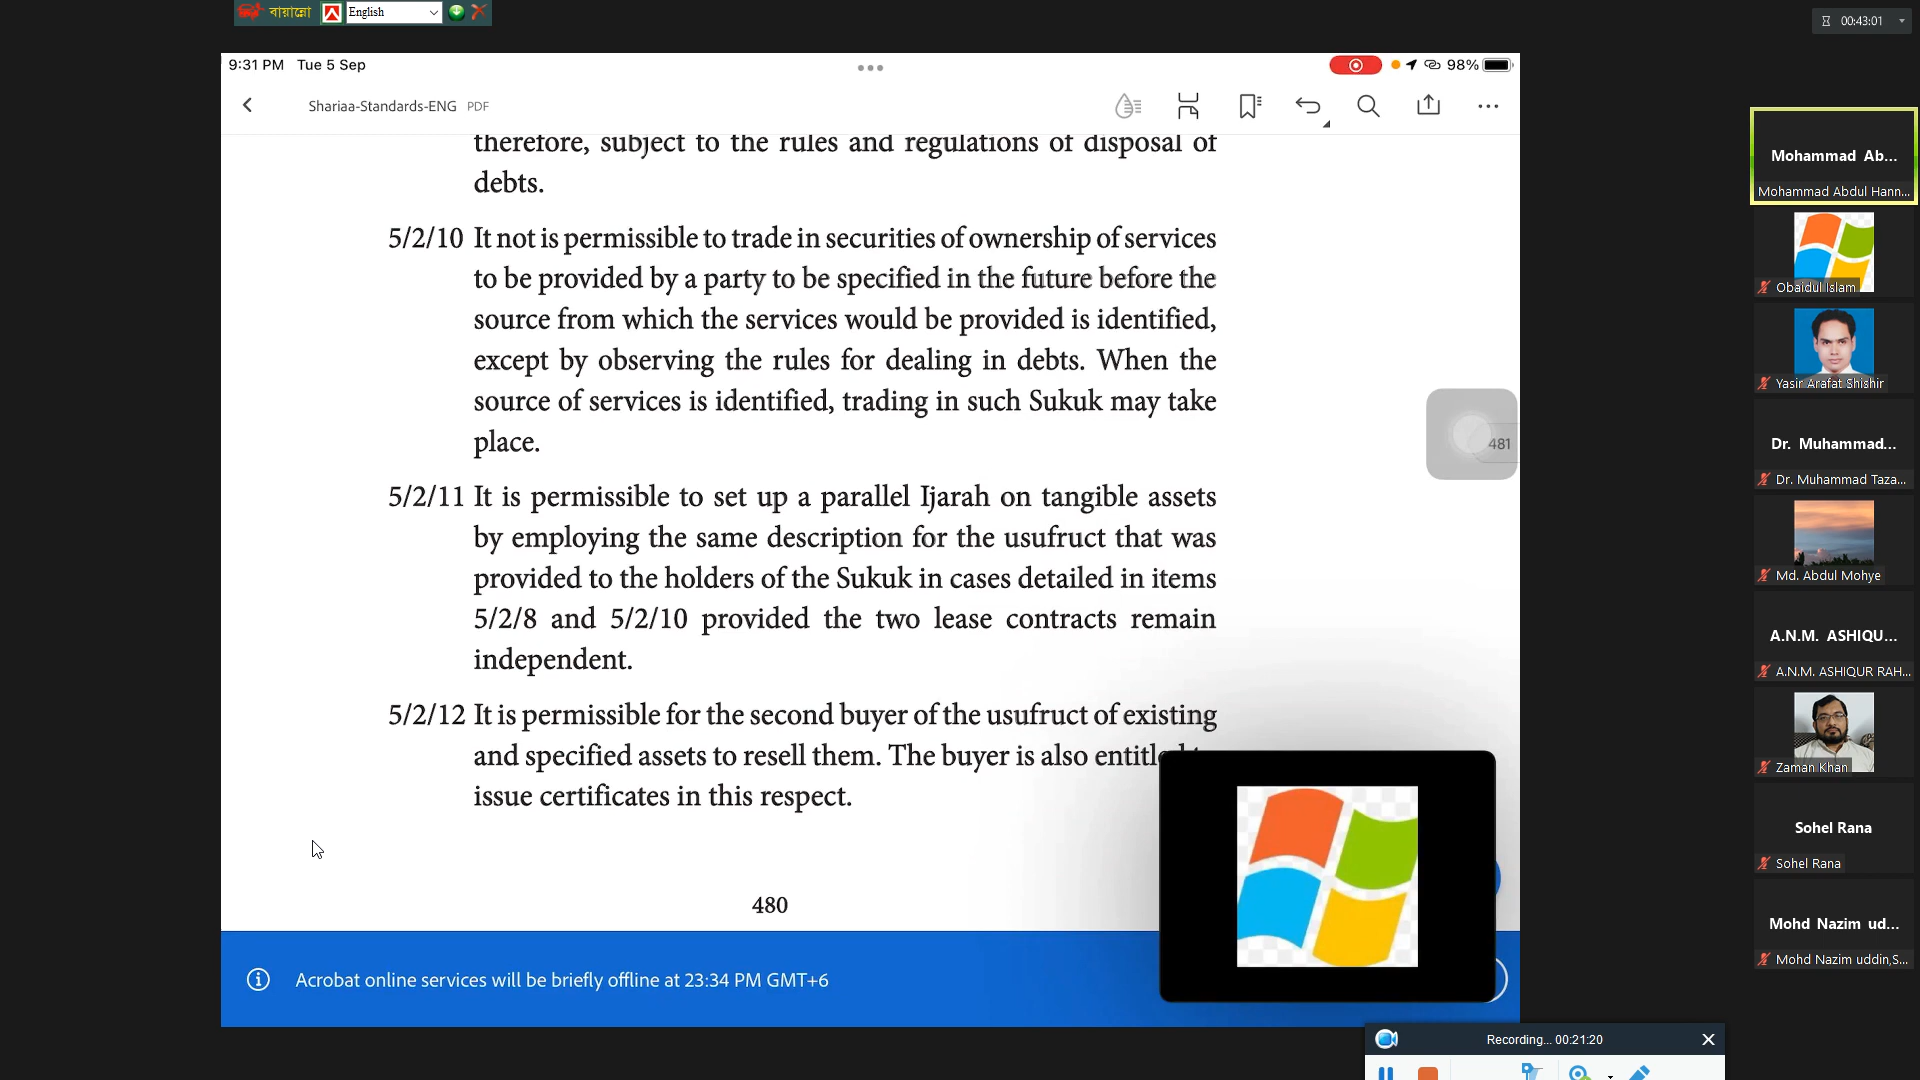 বায়ান্নো
English
00:43:01
9:31 PM Tue 5 Sep
98%
Shariaa-Standards-ENG PDF
therefore, subject to the rules and regulations of disposal of
debts.
5/2/10 It not is permissible to trade in securities of ownership of services
to be provided by a party to be specified in the future before the
source from which the services would be provided is identified,
except by observing the rules for dealing in debts. When the
source of services is identified, trading in such Sukuk may take
place.
481
5/2/11 It is permissible to set up a parallel Ijarah on tangible assets
by employing the same description for the usufruct that was
provided to the holders of the Sukuk in cases detailed in items
5/2/8 and 5/2/10 provided the two lease contracts remain
independent.
5/2/12 It is permissible for the second buyer of the usufruct of existing
and specified assets to resell them. The buyer is also
issue certificates in this respect.
480
Acrobat online services will be briefly offline at 23:34 PM GMT+6
Mohammad Ab...
Mohammad Abdul Hann...
Obaidul Islam
Yasir Arafat Shishir
Dr. Muhammad...
Dr. Muhammad Taza...
Md. Abdul Mohye
A.N.M. ASHIQU...
A.N.M. ASHIQUR RAH...
Zaman Khan
Sohel Rana
Sohel Rana
Mohd Nazim ud...
Mohd Nazim uddin,S...
Recording... 00:21:20